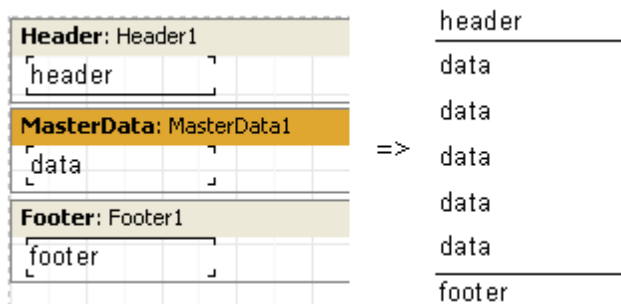 Header: Header1
header
MasterData: MasterData1
data
Footer: Footer1
footer
=>
header
data
data
data
data
data
footer